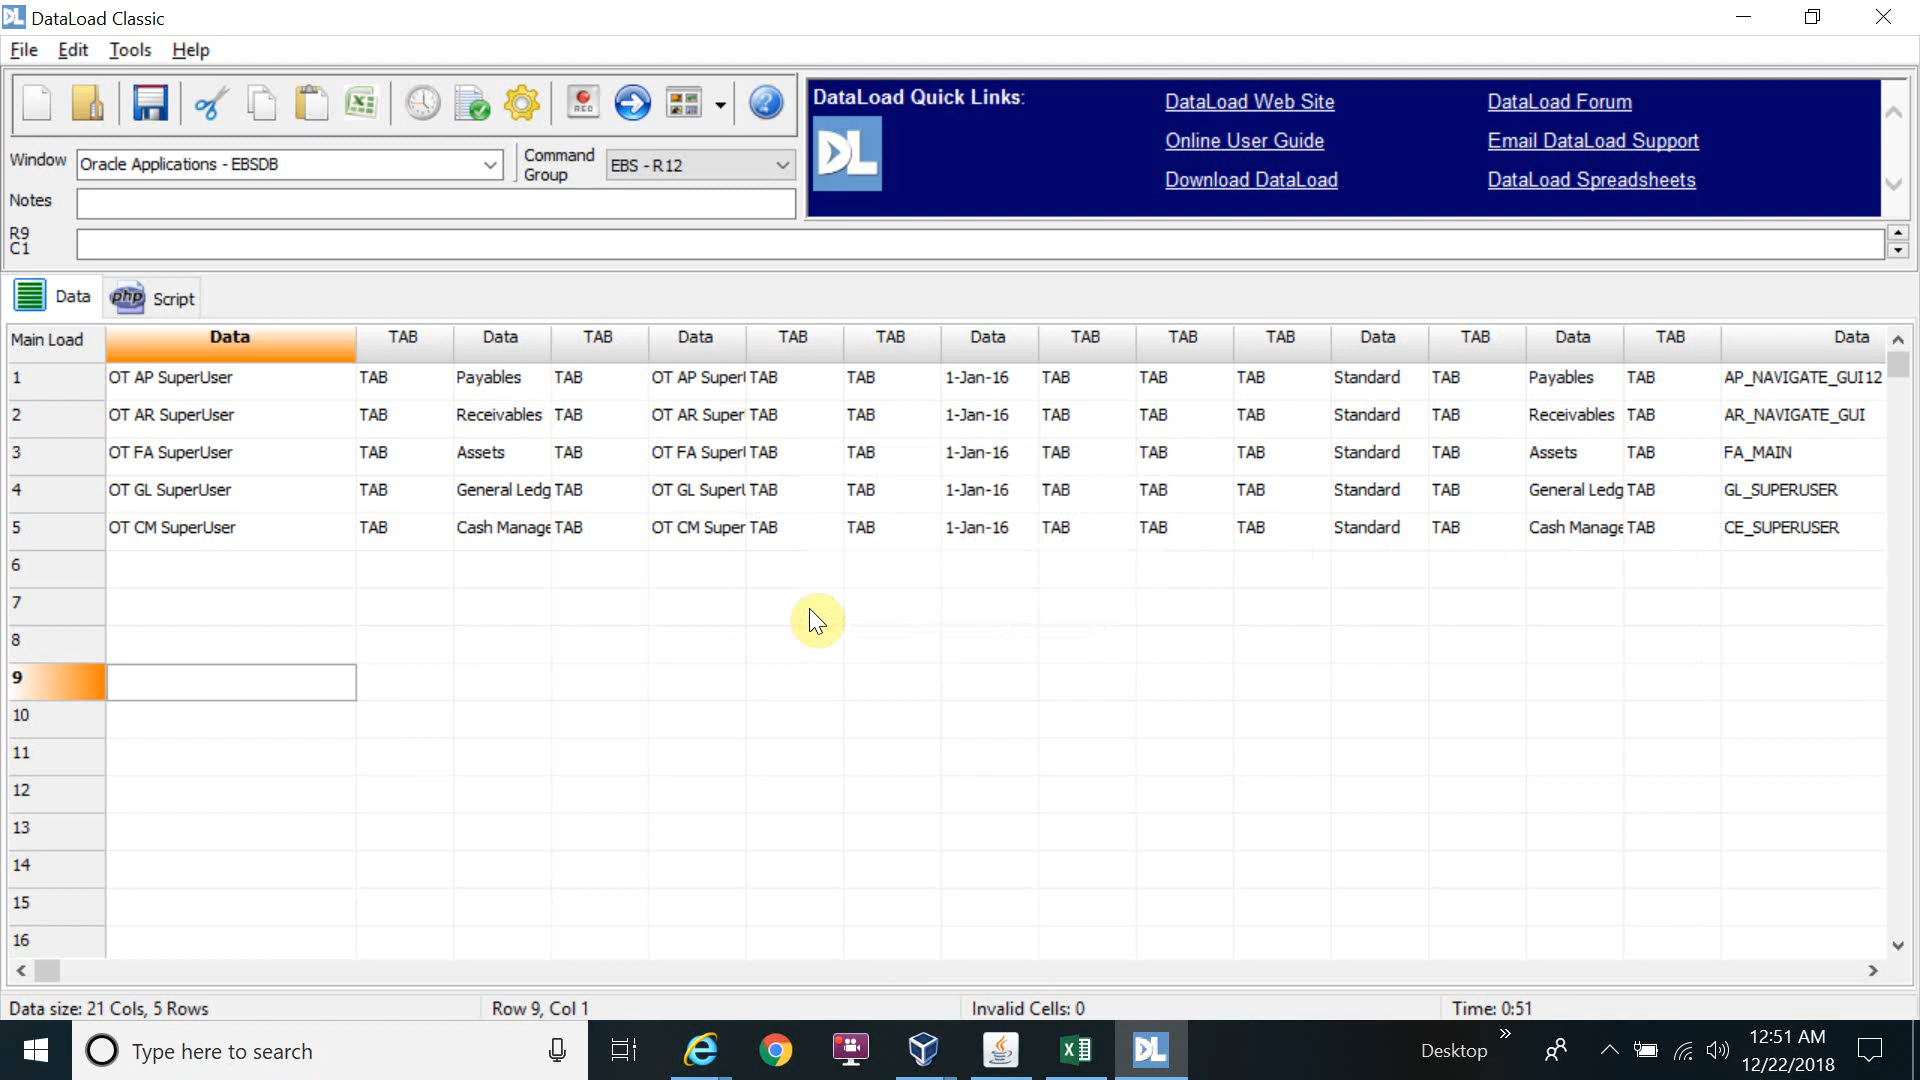 DataLoad Classic
File Edit Tools Help
DataLoad Quick Links:
DL
DataLoad Web Site
DataLoad Forum
Online User Guide
Email DataLoad Support
Download DataLoad
DataLoad Spreadsheets
Window Oracle Applications - EBSDB Command Group EBS - R12
Notes
R9
C1
Data php Script
Main Load Data TAB Data TAB Data TAB TAB Data TAB TAB TAB Data TAB Data TAB Data
1 OT AP SuperUser TAB Payables TAB OT AP SuperU TAB TAB 1-Jan-16 TAB TAB TAB Standard TAB Payables TAB AP_NAVIGATE_GUI12
2 OT AR SuperUser TAB Receivables TAB OT AR Super TAB TAB 1-Jan-16 TAB TAB TAB Standard TAB Receivables TAB AR_NAVIGATE_GUI
3 OT FA SuperUser TAB Assets TAB OT FA SuperU TAB TAB 1-Jan-16 TAB TAB TAB Standard TAB Assets TAB FA_MAIN
4 OT GL SuperUser TAB General Ledg TAB OT GL SuperU TAB TAB 1-Jan-16 TAB TAB TAB Standard TAB General Ledg TAB GL_SUPERUSER
5 OT CM SuperUser TAB Cash Manage TAB OT CM Super TAB TAB 1-Jan-16 TAB TAB TAB Standard TAB Cash Manage TAB CE_SUPERUSER
6
7
8
9
10
11
12
13
14
15
16
Data size: 21 Cols, 5 Rows Row 9, Col 1 Invalid Cells: 0 Time: 0:51
Type here to search Desktop 12:51 AM
12/22/2018